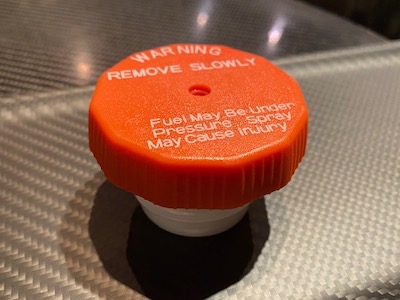 WARNING
REMOVE SLOWLY
Fuel May Be Under
Pressure Spray
May Cause Injury